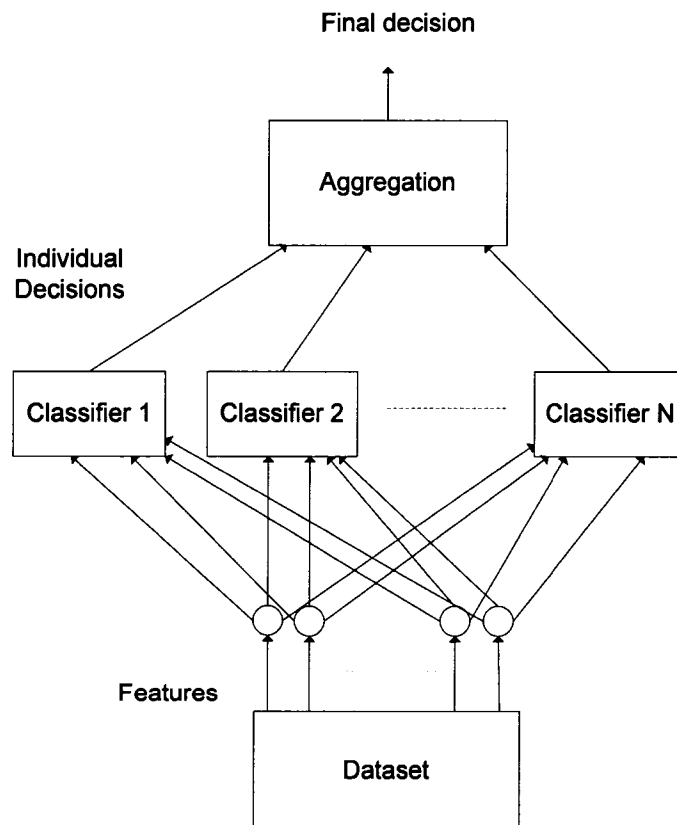 Final decision
Aggregation
Individual
Decisions
Classifier 1
Classifier 2
Classifier N
Features
Dataset